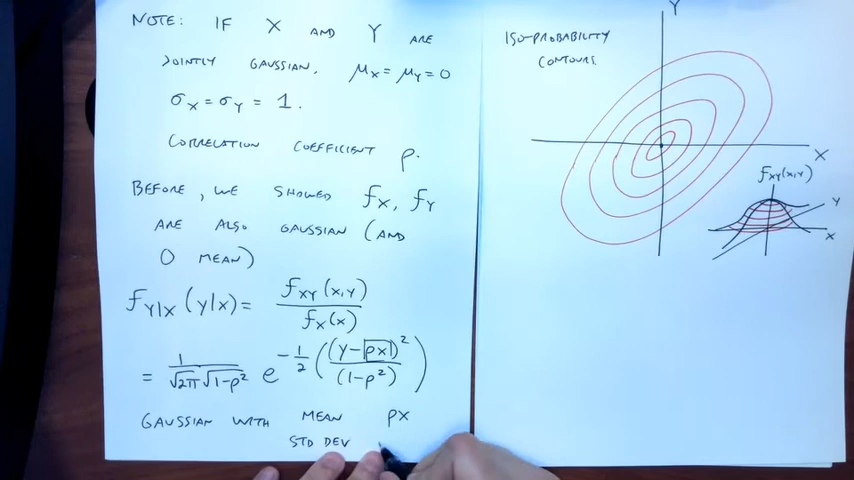 NOTE: IF X AND Y ARE
JOINTLY GAUSSIAN. μX = μY = 0
σX = σY = 1.
CORRELATION COEFFICIENT ρ.
BEFORE, WE SHOWED fX, fY
ARE ALSO GAUSSIAN (AND
0 MEAN)
fY|X (y|x) = fXY (x,y) / fX (x)
= 1 / √2π √1-ρ² e^ -1/2 ( (y-ρx)² / (1-ρ²) )
GAUSSIAN WITH MEAN ρx
STD DEV
ISO-PROBABILITY
CONTOURS
Y
X
fXY(x,y)
Y
X